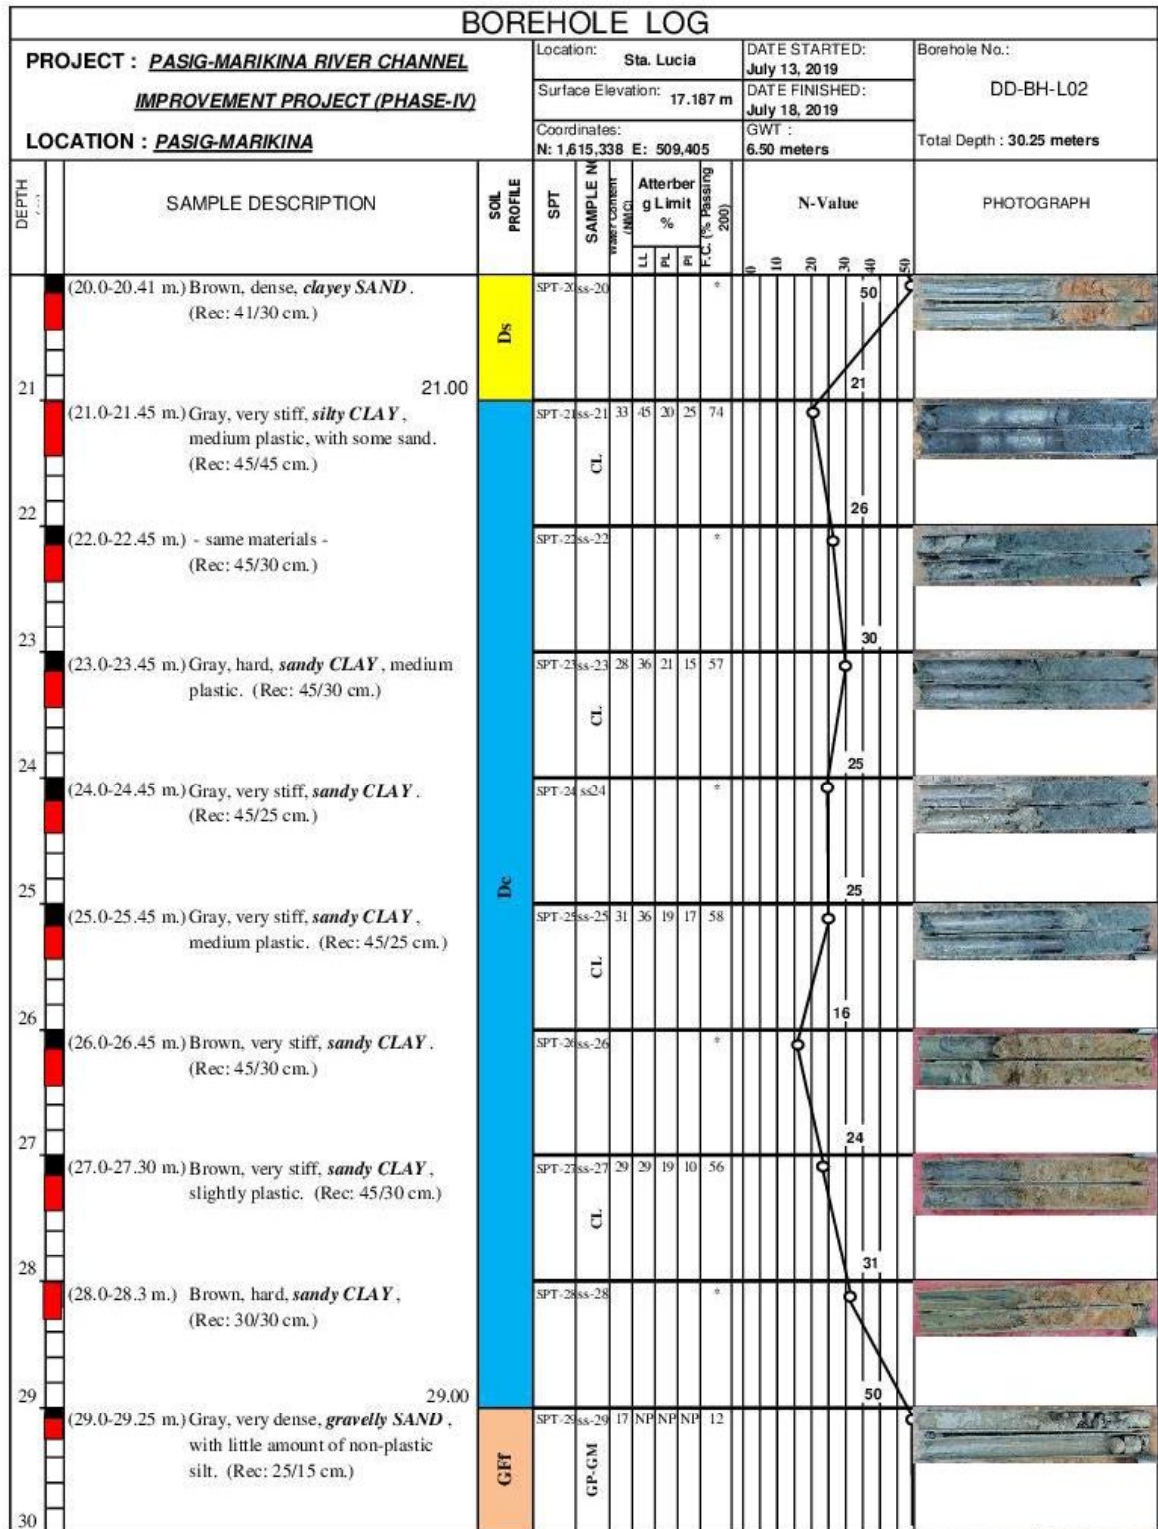 BOREHOLE LOG
PROJECT : PASIG-MARIKINA RIVER CHANNEL
IMPROVEMENT PROJECT (PHASE-IV)
LOCATION : PASIG-MARIKINA
Location:
Sta. Lucia
Surface Elevation: 17.187 m
Coordinates:
N: 1,615,338 E: 509,405
DATE STARTED:
July 13, 2019
DATE FINISHED:
July 18, 2019
GWT :
6.50 meters
Borehole No.:
DD-BH-L02
Total Depth : 30.25 meters
DEPTH
SAMPLE DESCRIPTION
SOIL
PROFILE
SPT
SAMPLE NO
Water Content
(NMC)
Atterber
g Limit
%
LL PL PI
F.C. (% Passing
200)
N-Value
0 10 20 30 40 50
PHOTOGRAPH
(20.0-20.41 m.) Brown, dense, clayey SAND .
(Rec: 41/30 cm.)
Ds
SPT-20 ss-20 *
50
21
21.00
21
(21.0-21.45 m.) Gray, very stiff, silty CLAY ,
medium plastic, with some sand.
(Rec: 45/45 cm.)
SPT-21 ss-21 33 45 20 25 74
CL
22
26
(22.0-22.45 m.) - same materials -
(Rec: 45/30 cm.)
SPT-22 ss-22 *
23
30
(23.0-23.45 m.) Gray, hard, sandy CLAY , medium
plastic. (Rec: 45/30 cm.)
SPT-23 ss-23 28 36 21 15 57
CL
24
25
(24.0-24.45 m.) Gray, very stiff, sandy CLAY .
(Rec: 45/25 cm.)
SPT-24 ss24 *
Dc
25
25
(25.0-25.45 m.) Gray, very stiff, sandy CLAY ,
medium plastic. (Rec: 45/25 cm.)
SPT-25 ss-25 31 36 19 17 58
CL
26
16
(26.0-26.45 m.) Brown, very stiff, sandy CLAY .
(Rec: 45/30 cm.)
SPT-26 ss-26 *
27
24
(27.0-27.30 m.) Brown, very stiff, sandy CLAY ,
slightly plastic. (Rec: 45/30 cm.)
SPT-27 ss-27 29 29 19 10 56
CL
28
31
(28.0-28.3 m.) Brown, hard, sandy CLAY ,
(Rec: 30/30 cm.)
SPT-28 ss-28 *
29
29.00
50
(29.0-29.25 m.) Gray, very dense, gravelly SAND ,
with little amount of non-plastic
silt. (Rec: 25/15 cm.)
GFf
SPT-29 ss-29 17 NP NP NP 12
GP-GM
30